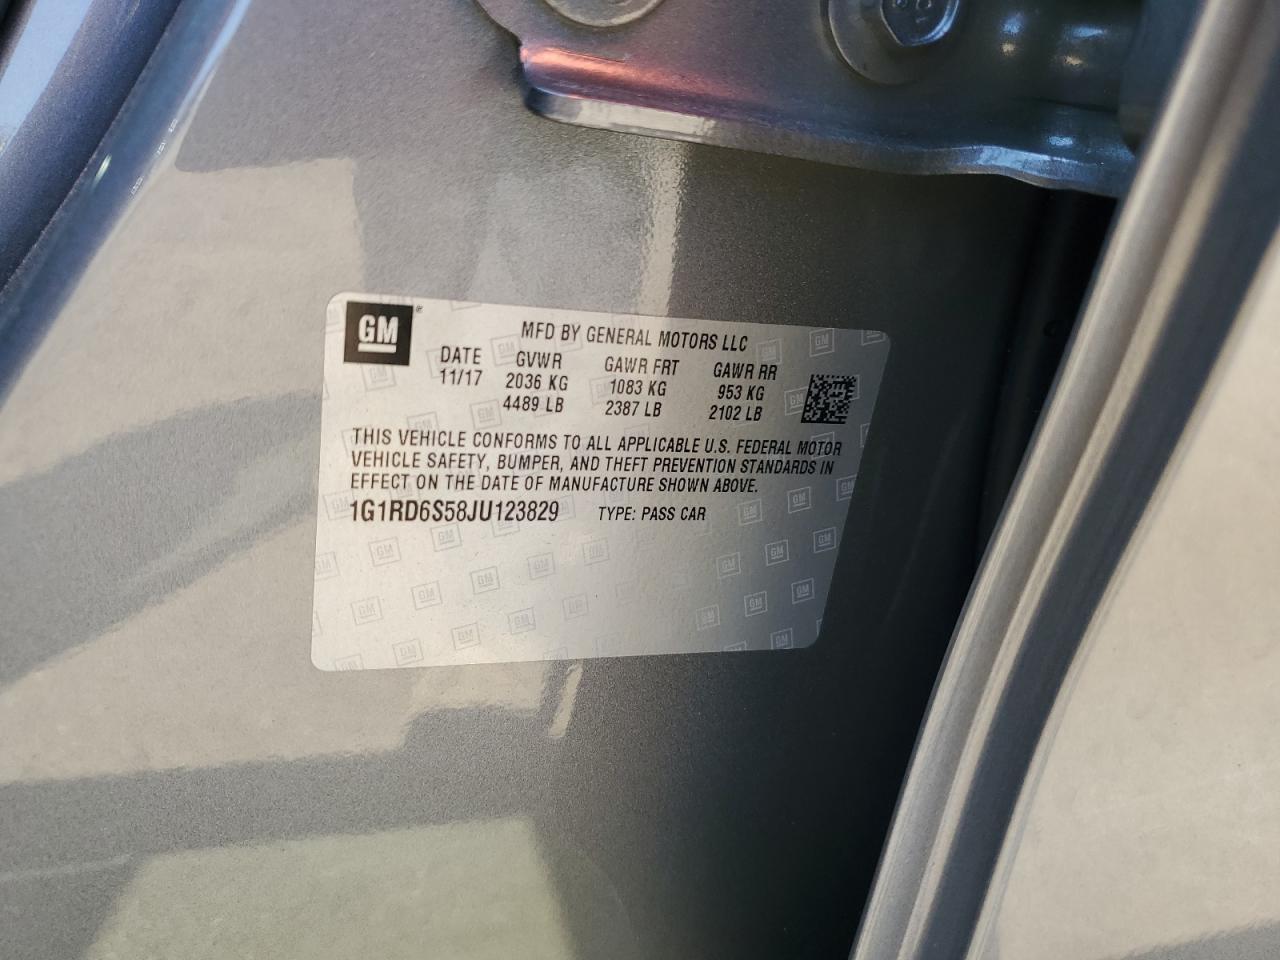 GM
MFD BY GENERAL MOTORS LLC
DATE GVWR GAWR FRT GAWR RR
11/17 2036 KG 1083 KG 953 KG
4489 LB 2387 LB 2102 LB
THIS VEHICLE CONFORMS TO ALL APPLICABLE U.S. FEDERAL MOTOR
VEHICLE SAFETY, BUMPER, AND THEFT PREVENTION STANDARDS IN
EFFECT ON THE DATE OF MANUFACTURE SHOWN ABOVE.
1G1RD6S58JU123829 TYPE: PASS CAR